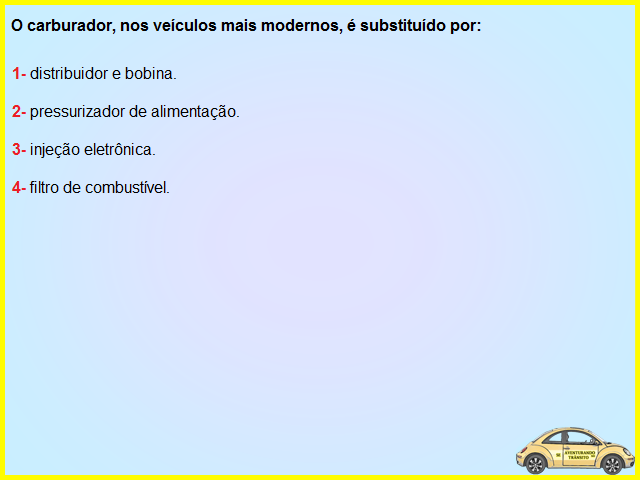 O carburador, nos veículos mais modernos, é substituído por:
1- distribuidor e bobina.
2- pressurizador de alimentação.
3- injeção eletrônica.
4- filtro de combustível.
AVENTURANDO
TRÂNSITO